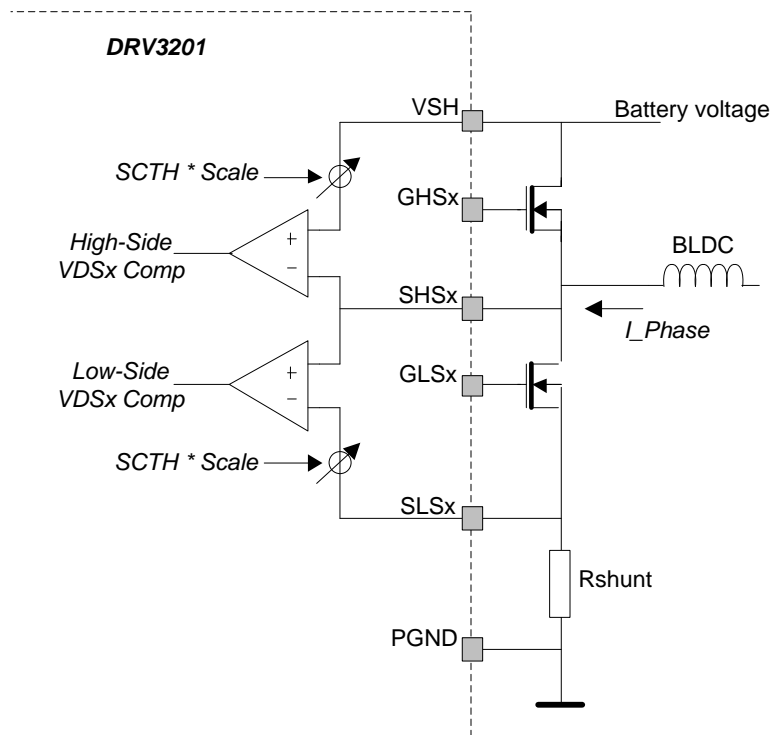 DRV3201
VSH
Battery voltage
SCTH * Scale
GHSx
High-Side
VDSx Comp
+
−
BLDC
SHSx
I_Phase
Low-Side
VDSx Comp
+
−
GLSx
SCTH * Scale
SLSx
Rshunt
PGND